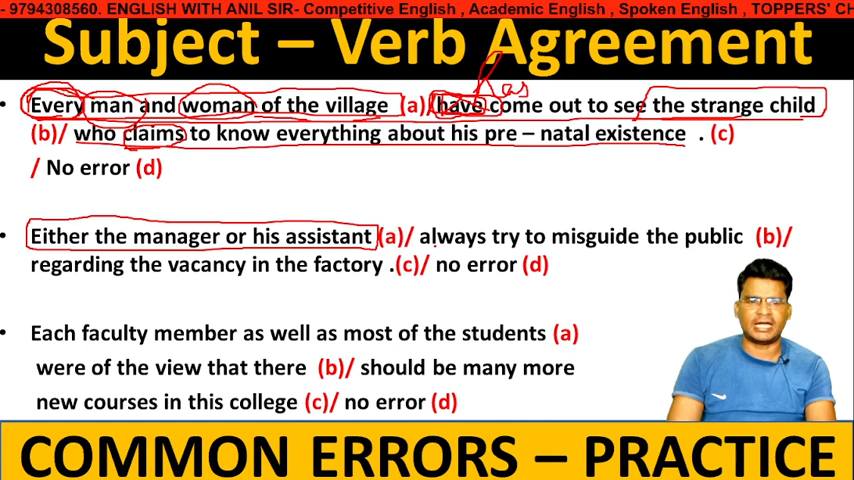 - 9794308560. ENGLISH WITH ANIL SIR- Competitive English , Academic English , Spoken English , TOPPERS' CH
Subject – Verb Agreement
has
• Every man and woman of the village (a)/ have come out to see the strange child
(b)/ who claims to know everything about his pre – natal existence . (c)
/ No error (d)
• Either the manager or his assistant (a)/ always try to misguide the public (b)/
regarding the vacancy in the factory .(c)/ no error (d)
• Each faculty member as well as most of the students (a)
were of the view that there (b)/ should be many more
new courses in this college (c)/ no error (d)
COMMON ERRORS – PRACTICE